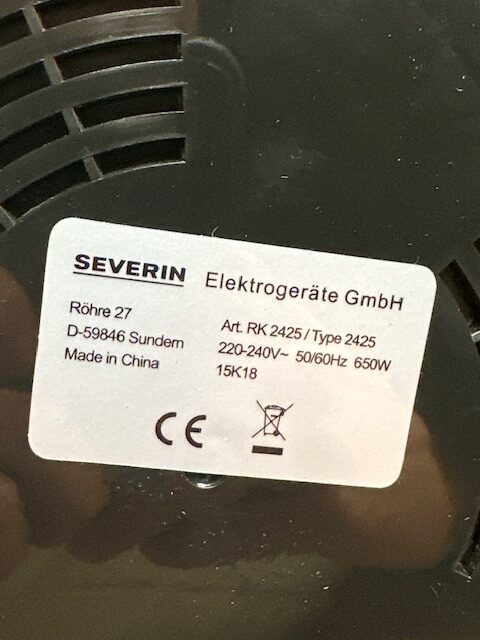 SEVERIN Elektrogeräte GmbH
Röhre 27
D-59846 Sundern
Made in China
Art. RK 2425 / Type 2425
220-240V~ 50/60Hz 650W
15K18
CE